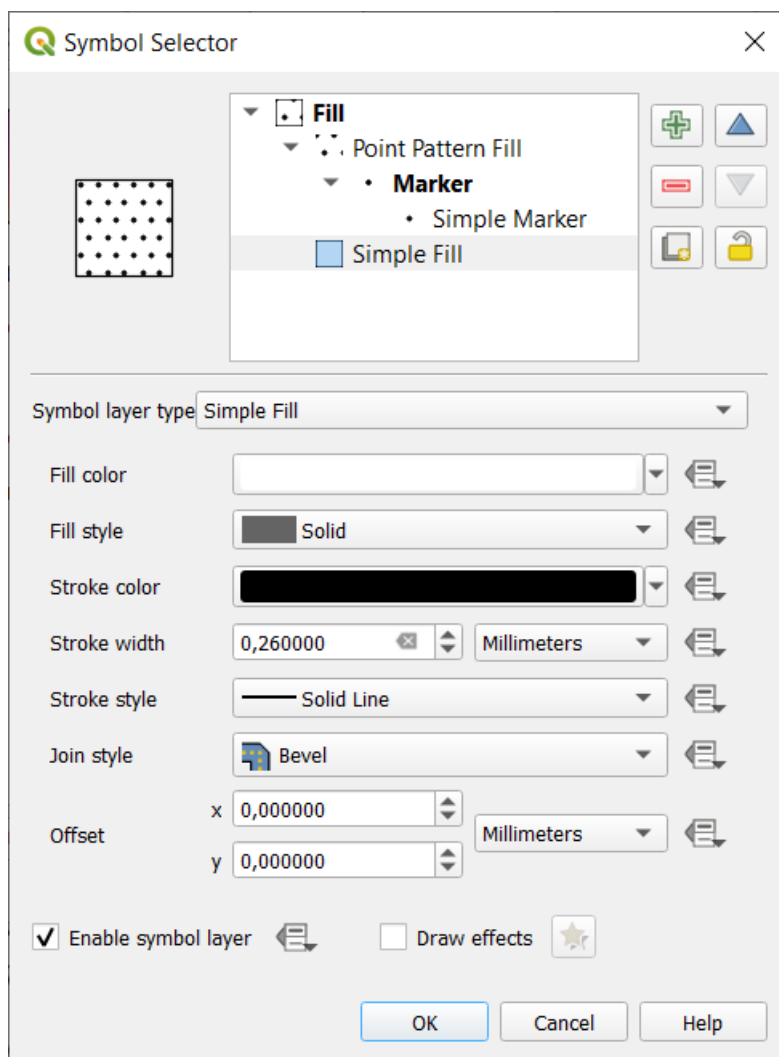 Symbol Selector
Fill
Point Pattern Fill
Marker
Simple Marker
Simple Fill
Symbol layer type Simple Fill
Fill color
Fill style Solid
Stroke color
Stroke width 0,260000 Millimeters
Stroke style Solid Line
Join style Bevel
x 0,000000
Offset Millimeters
y 0,000000
Enable symbol layer Draw effects
OK Cancel Help